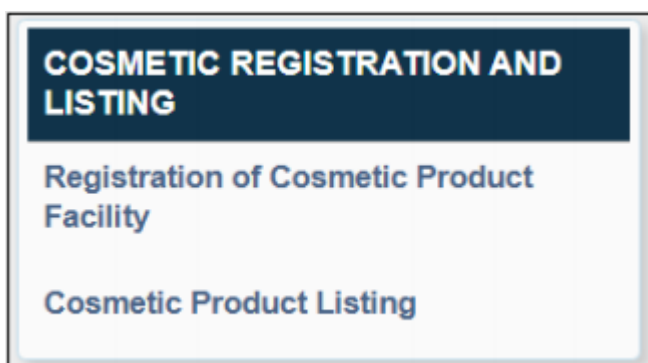 COSMETIC REGISTRATION AND
LISTING
Registration of Cosmetic Product
Facility
Cosmetic Product Listing